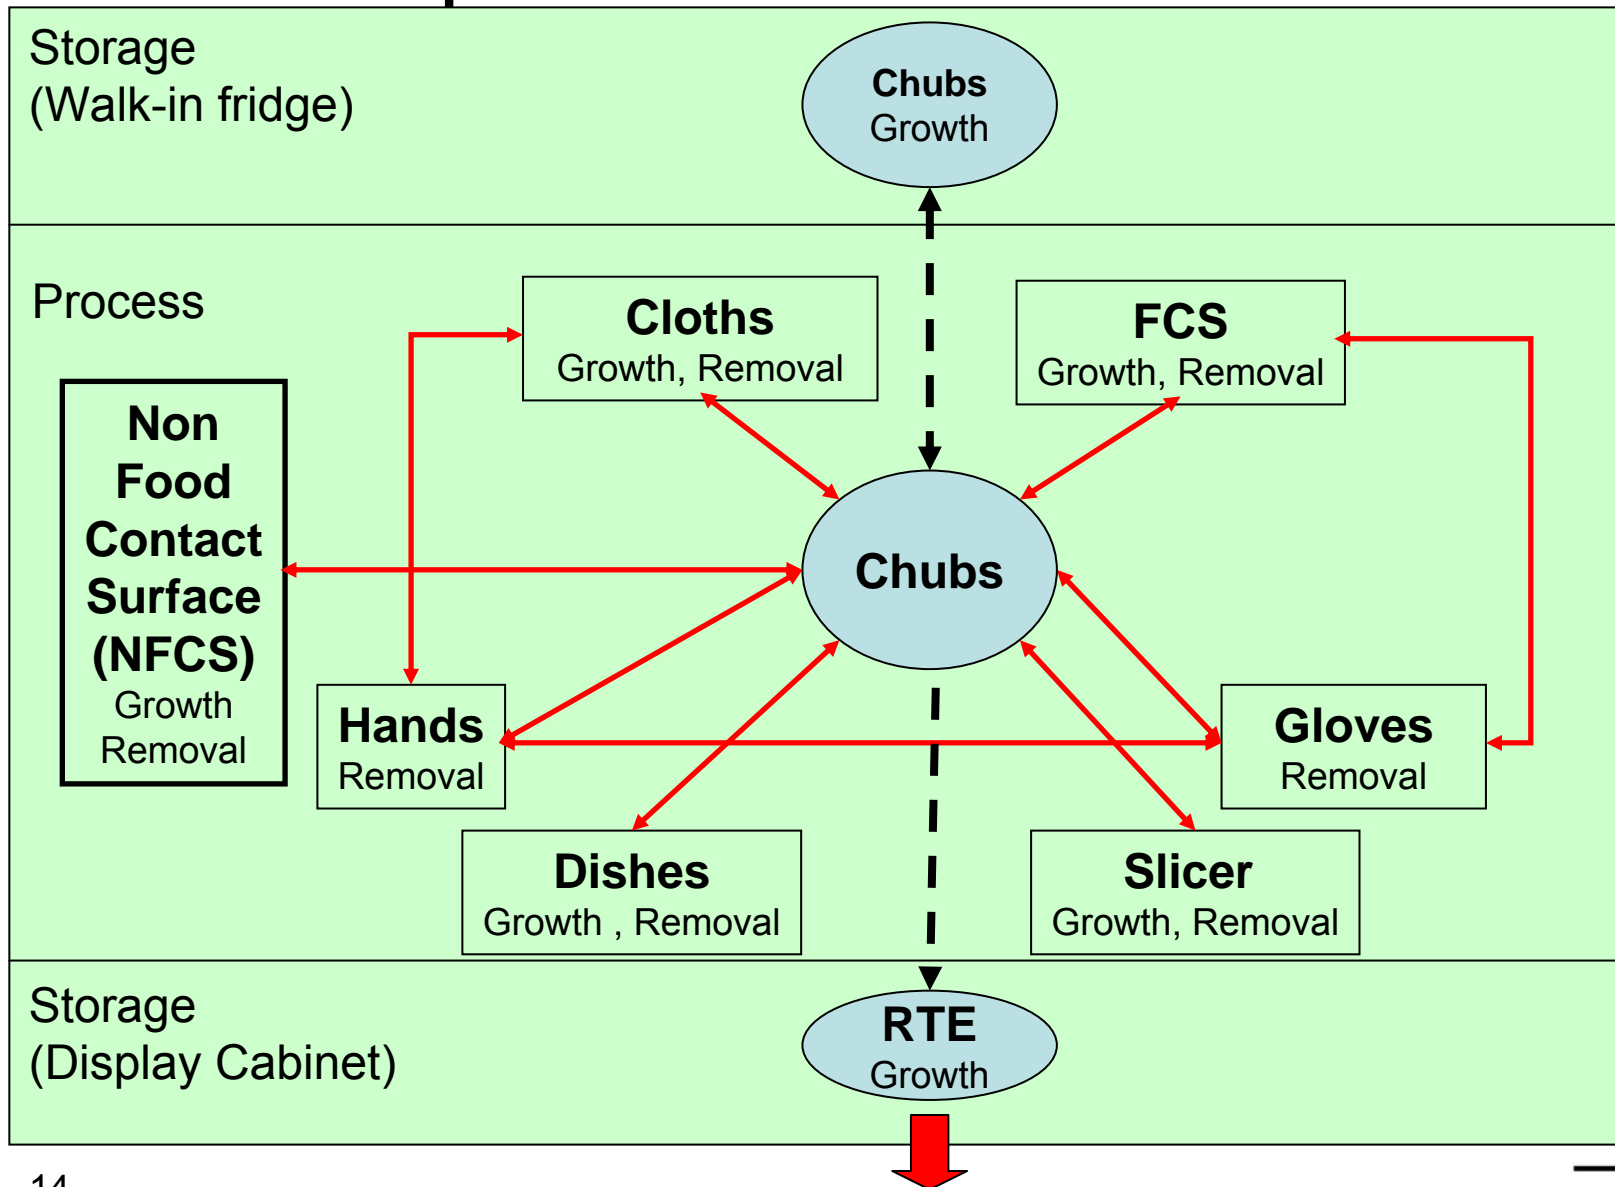 Storage
(Walk-in fridge)
Chubs
Growth
Process
Cloths
Growth, Removal
FCS
Growth, Removal
Non
Food
Contact
Surface
(NFCS)
Growth
Removal
Chubs
Hands
Removal
Gloves
Removal
Dishes
Growth , Removal
Slicer
Growth, Removal
Storage
(Display Cabinet)
RTE
Growth
14